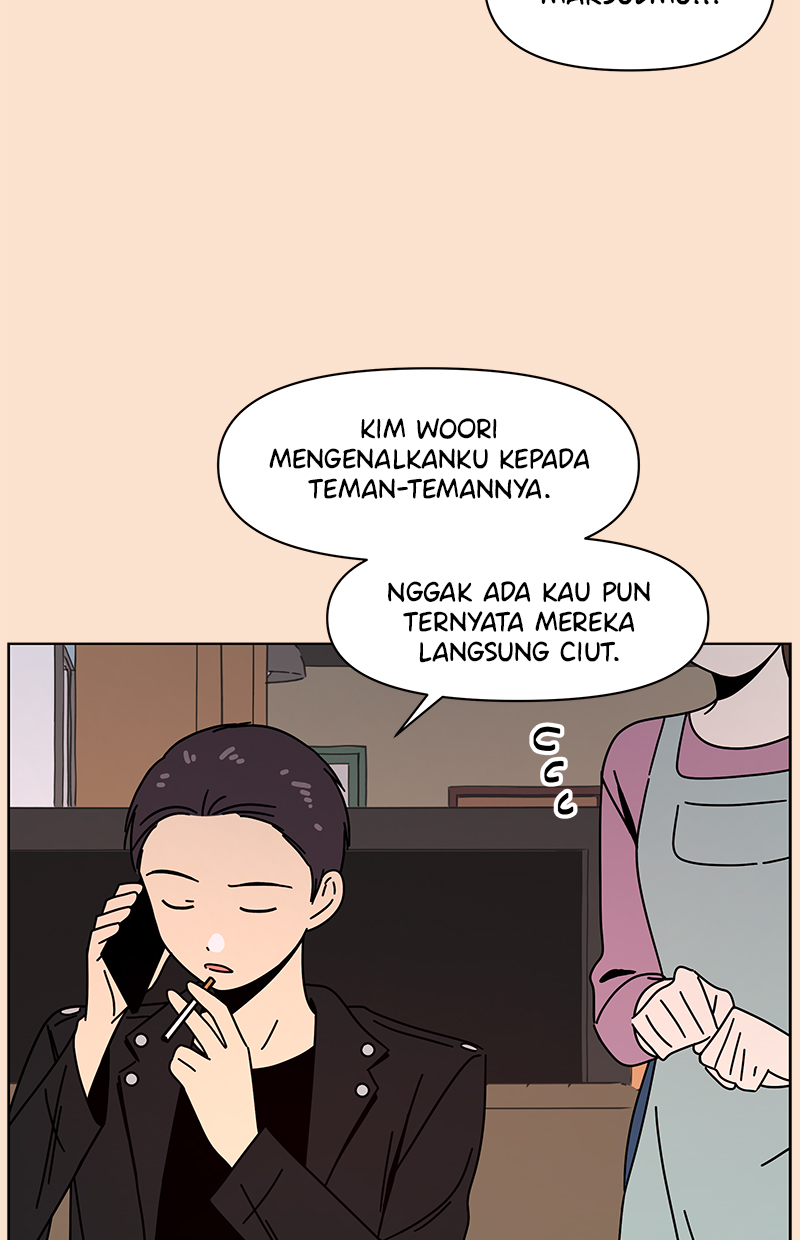 KIM WOORI
MENGENALKANKU KEPADA
TEMAN-TEMANNYA.
NGGAK ADA KAU PUN
TERNYATA MEREKA
LANGSUNG CIUT.